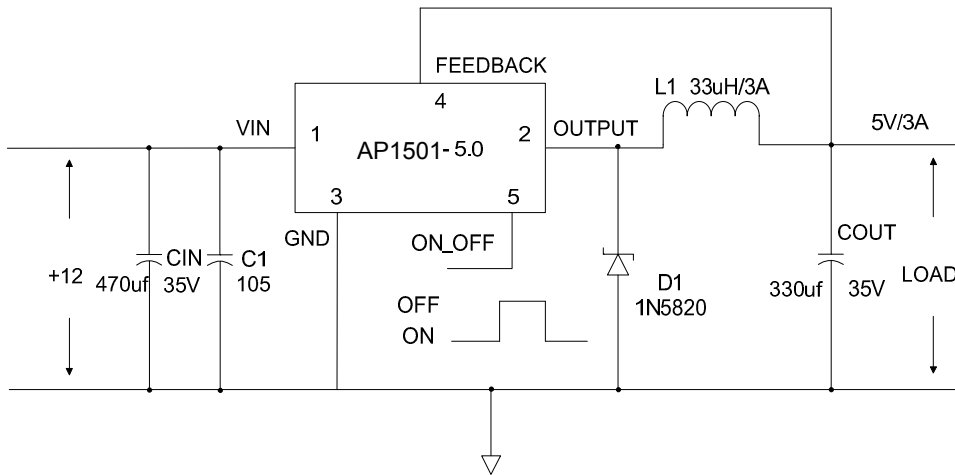 FEEDBACK
L1 33uH/3A
4
VIN
1
2
OUTPUT
5V/3A
AP1501-5.0
3
5
GND
ON_OFF
COUT
+12
CIN
C1
470uf
35V
105
D1
1N5820
330uf
35V
LOAD
OFF
ON